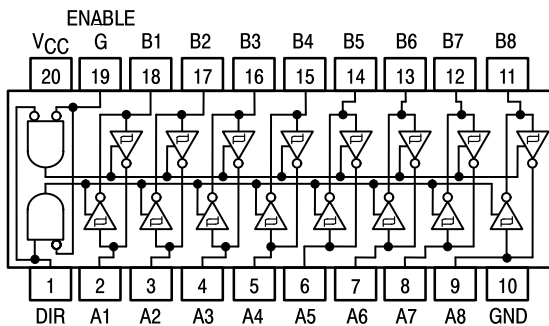 ENABLE
VCC G B1 B2 B3 B4 B5 B6 B7 B8
20 19 18 17 16 15 14 13 12 11
1 2 3 4 5 6 7 8 9 10
DIR A1 A2 A3 A4 A5 A6 A7 A8 GND